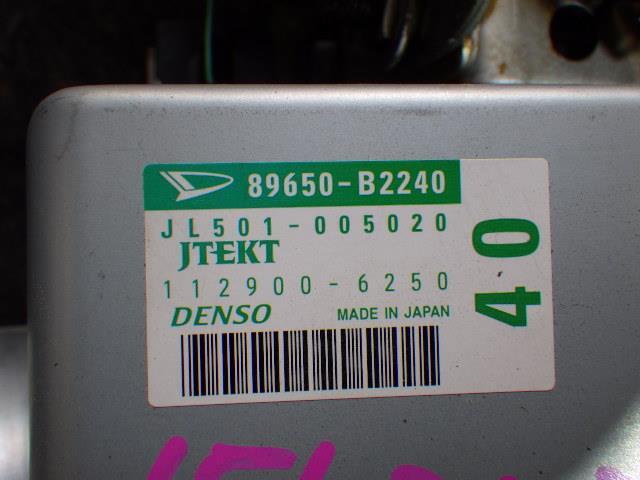 89650-B2240
JL501-005020
JTEKT
112900-6250
DENSO MADE IN JAPAN
40